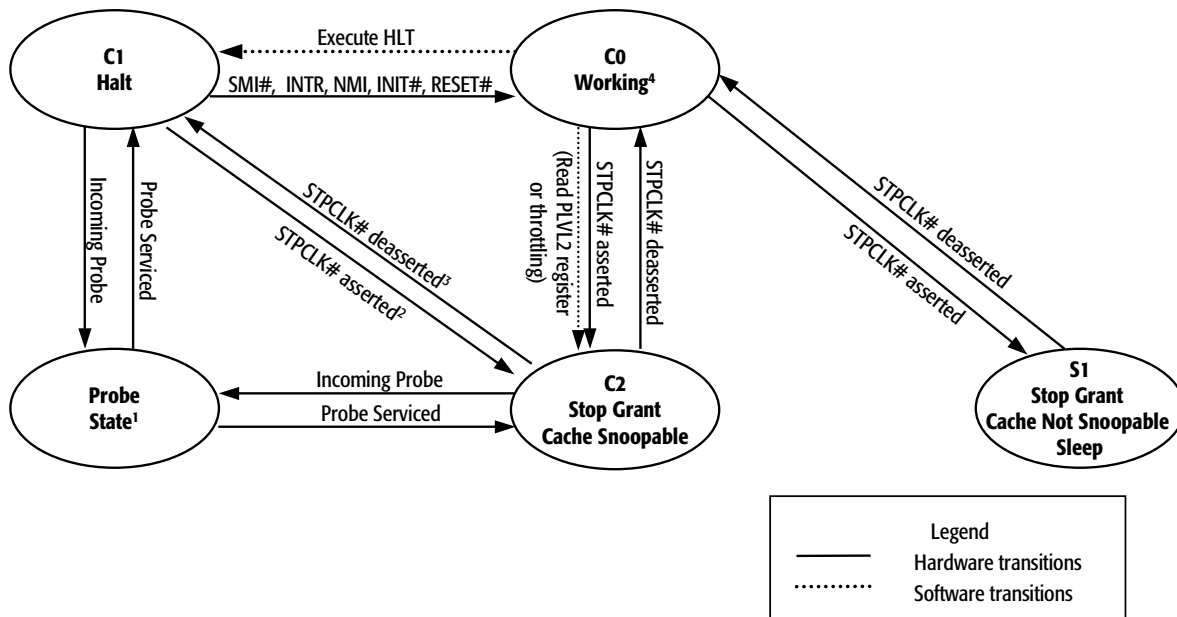 C1
Halt
Execute HLT
C0
Working⁴
SMI#, INTR, NMI, INIT#, RESET#
Incoming Probe
Probe Serviced
STPCLK# deasserted³
STPCLK# asserted²
(Read PLVL2 register
or throttling)
STPCLK# asserted
STPCLK# deasserted
STPCLK# deasserted
STPCLK# asserted
Probe
State¹
Incoming Probe
Probe Serviced
C2
Stop Grant
Cache Snoopable
S1
Stop Grant
Cache Not Snoopable
Sleep
Legend
Hardware transitions
Software transitions